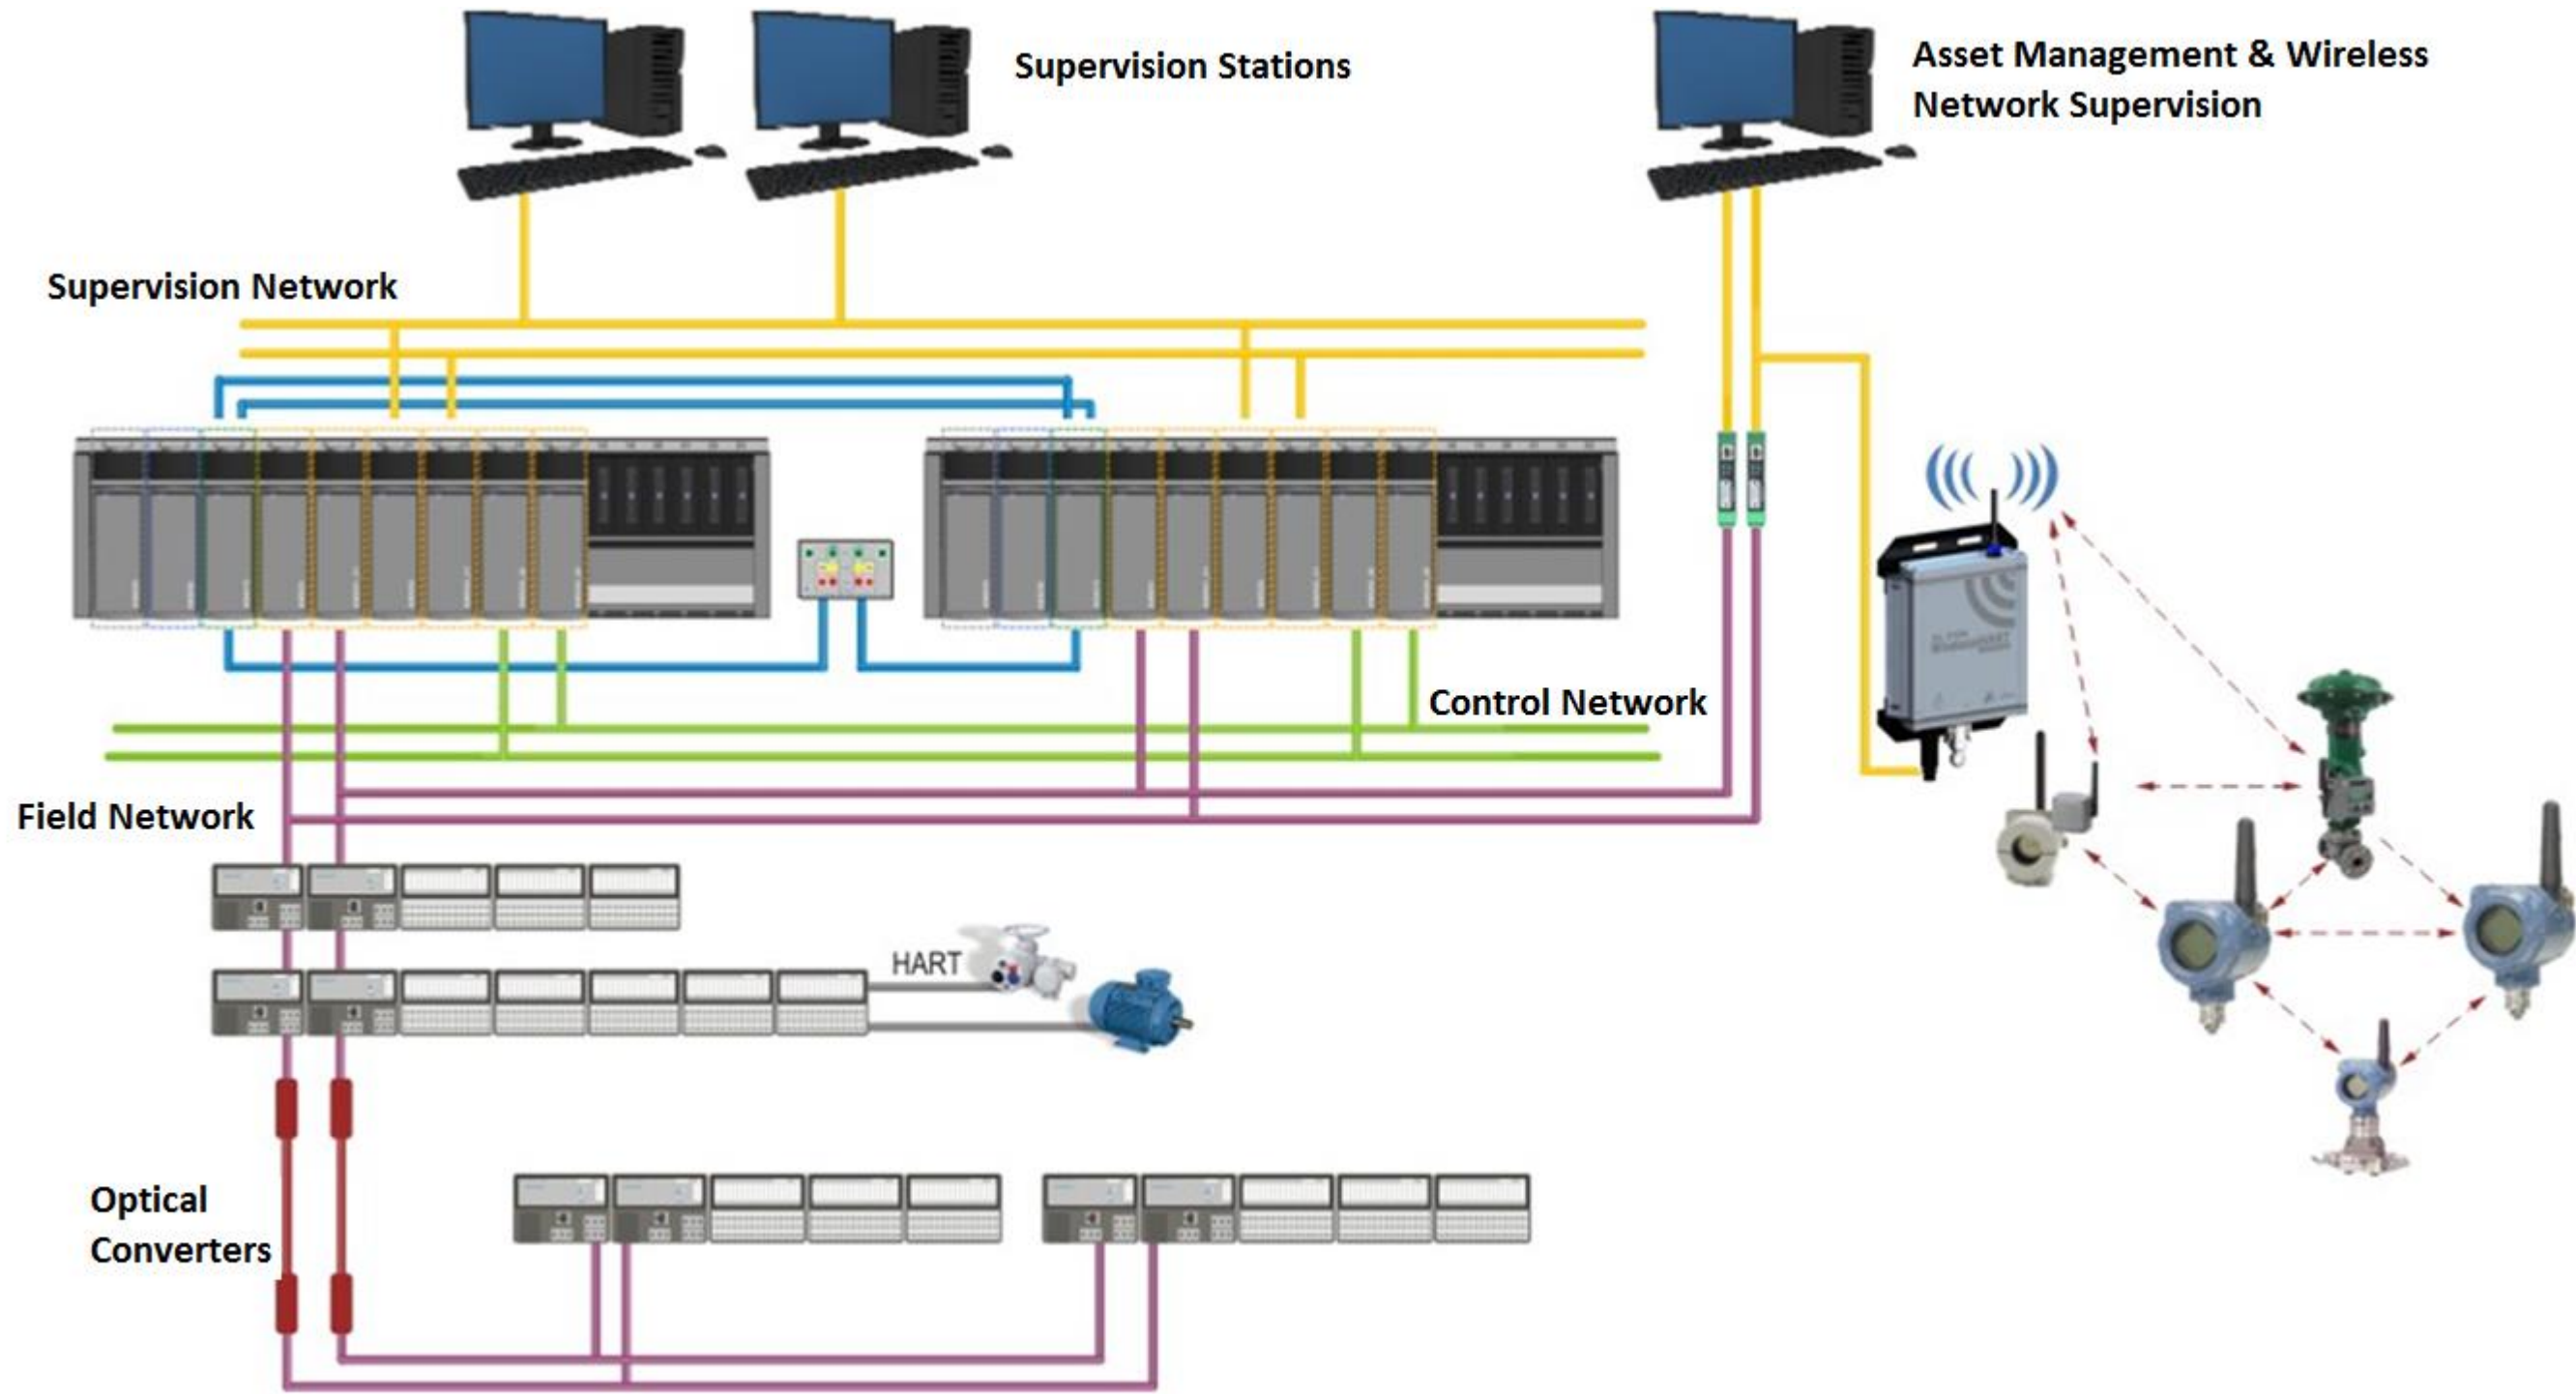 Supervision Stations
Asset Management & Wireless
Network Supervision
Supervision Network
Control Network
Field Network
HART
Optical
Converters